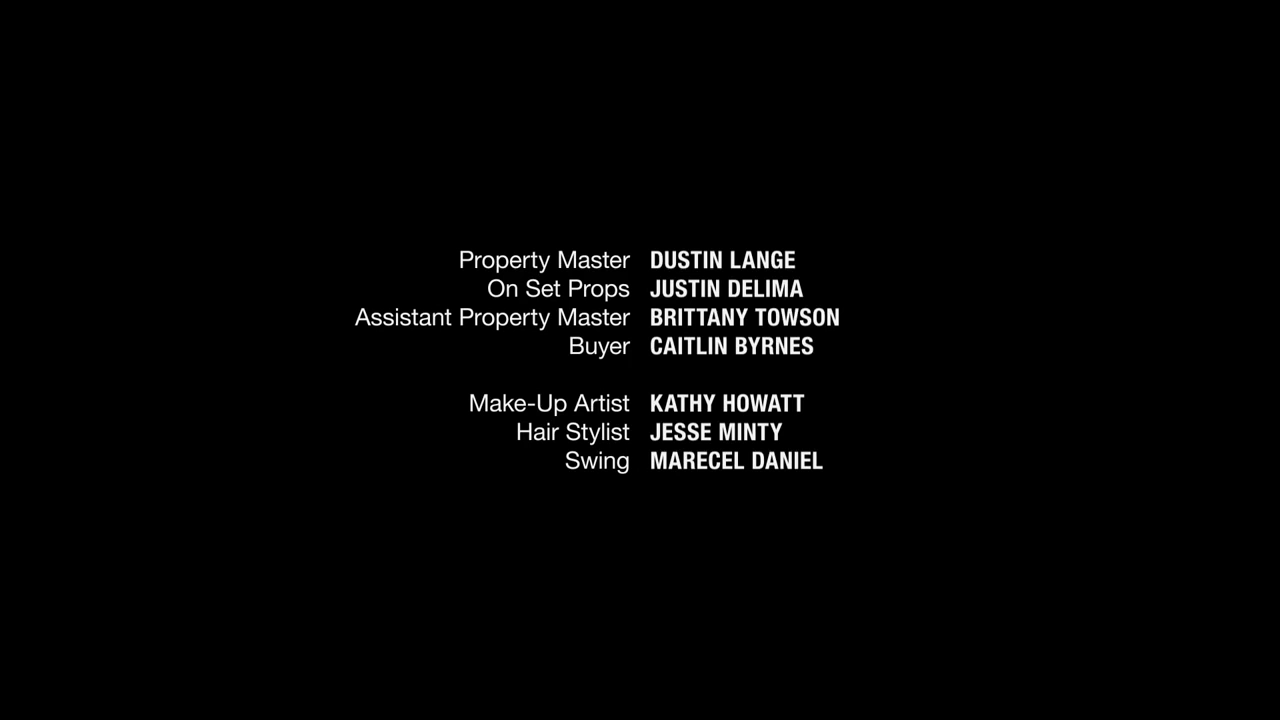 Property Master DUSTIN LANGE
On Set Props JUSTIN DELIMA
Assistant Property Master BRITTANY TOWSON
Buyer CAITLIN BYRNES
Make-Up Artist KATHY HOWATT
Hair Stylist JESSE MINTY
Swing MARECEL DANIEL